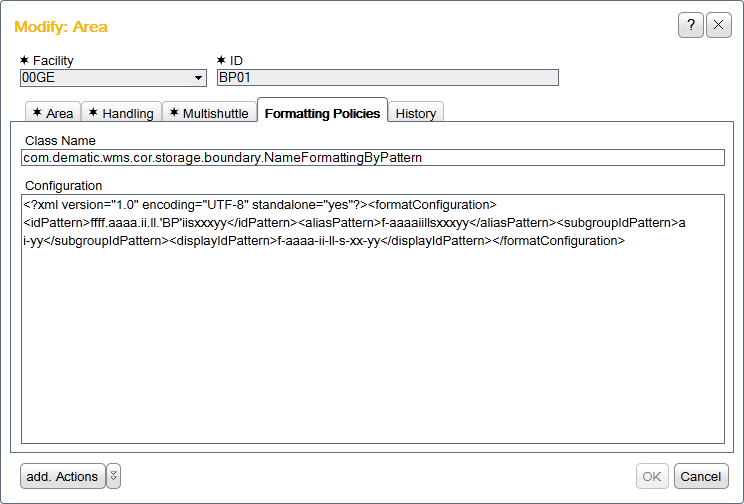 Modify: Area
?
✶ Facility
✶ ID
00GE
BP01
✶ Area
✶ Handling
✶ Multishuttle
Formatting Policies
History
Class Name
com.dematic.wms.cor.storage.boundary.NameFormattingByPattern
Configuration
<?xml version="1.0" encoding="UTF-8" standalone="yes"?><formatConfiguration>
<idPattern>ffff.aaaa.ii.ll.'BP'iisxxxyy</idPattern><aliasPattern>f-aaaaiillsxxxyy</aliasPattern><subgroupIdPattern>a
i-yy</subgroupIdPattern><displayIdPattern>f-aaaa-ii-ll-s-xx-yy</displayIdPattern></formatConfiguration>
add. Actions
OK
Cancel